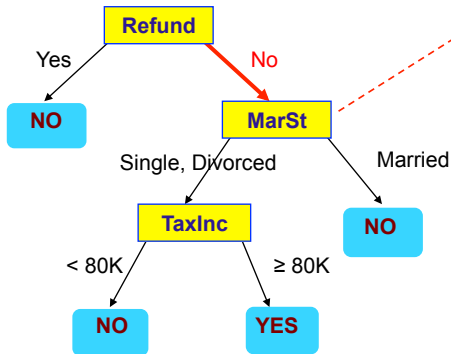 Refund
Yes
No
NO
MarSt
Single, Divorced
Married
TaxInc
NO
< 80K
≥ 80K
NO
YES